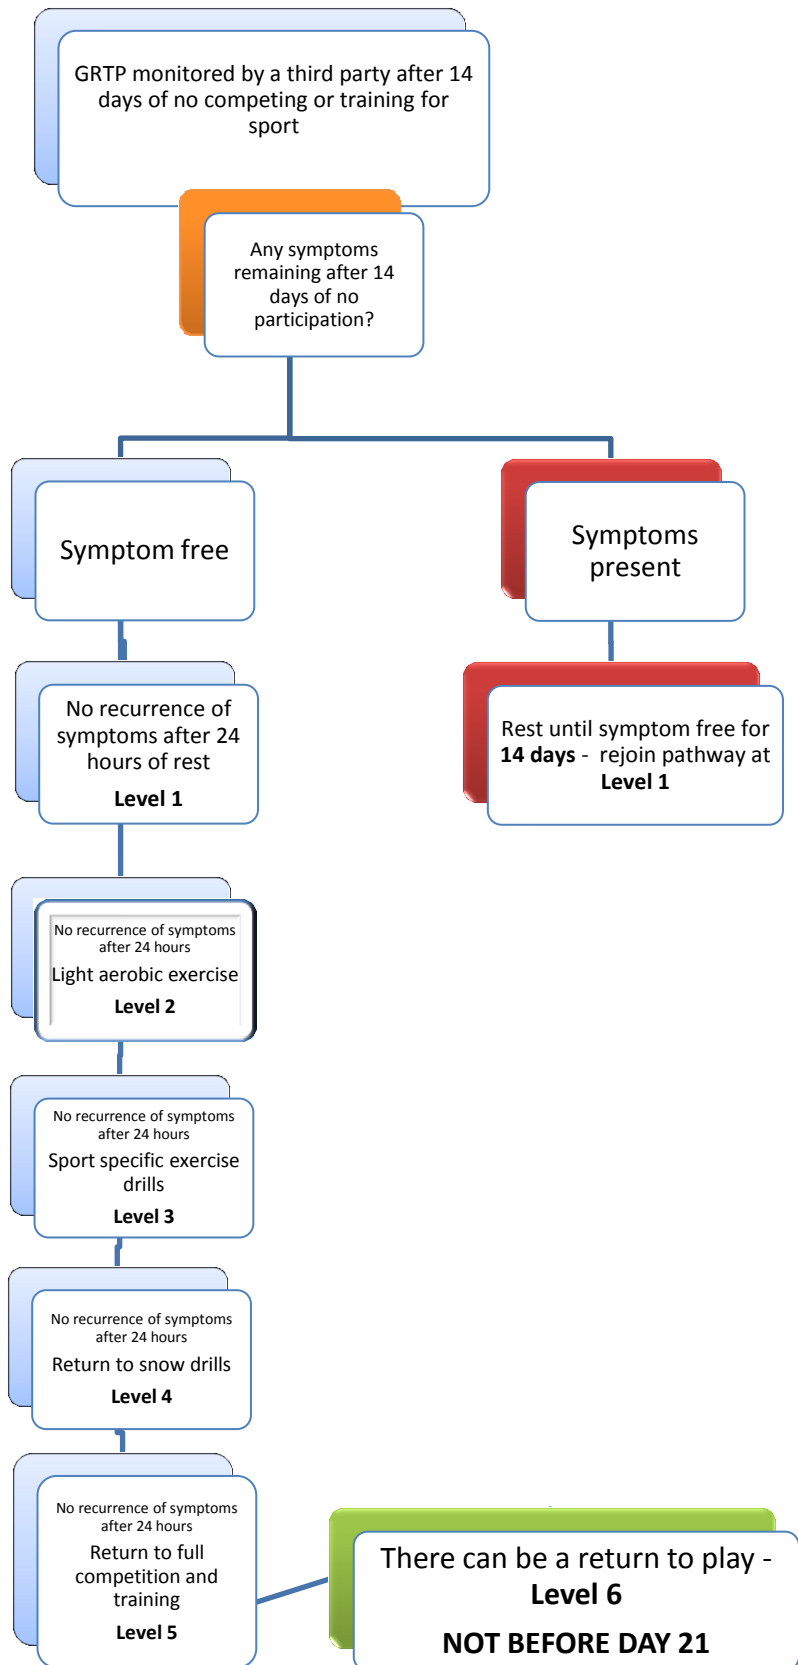 GRTP monitored by a third party after 14
days of no competing or training for
sport
Any symptoms
remaining after 14
days of no
participation?
Symptom free
Symptoms
present
No recurrence of
symptoms after 24
hours of rest
Level 1
Rest until symptom free for
14 days -  rejoin pathway at
Level 1
No recurrence of symptoms
after 24 hours
Light aerobic exercise
Level 2
No recurrence of symptoms
after 24 hours
Sport specific exercise
drills
Level 3
No recurrence of symptoms
after 24 hours
Return to snow drills
Level 4
No recurrence of symptoms
after 24 hours
Return to full
competition and
training
Level 5
There can be a return to play -
Level 6
NOT BEFORE DAY 21